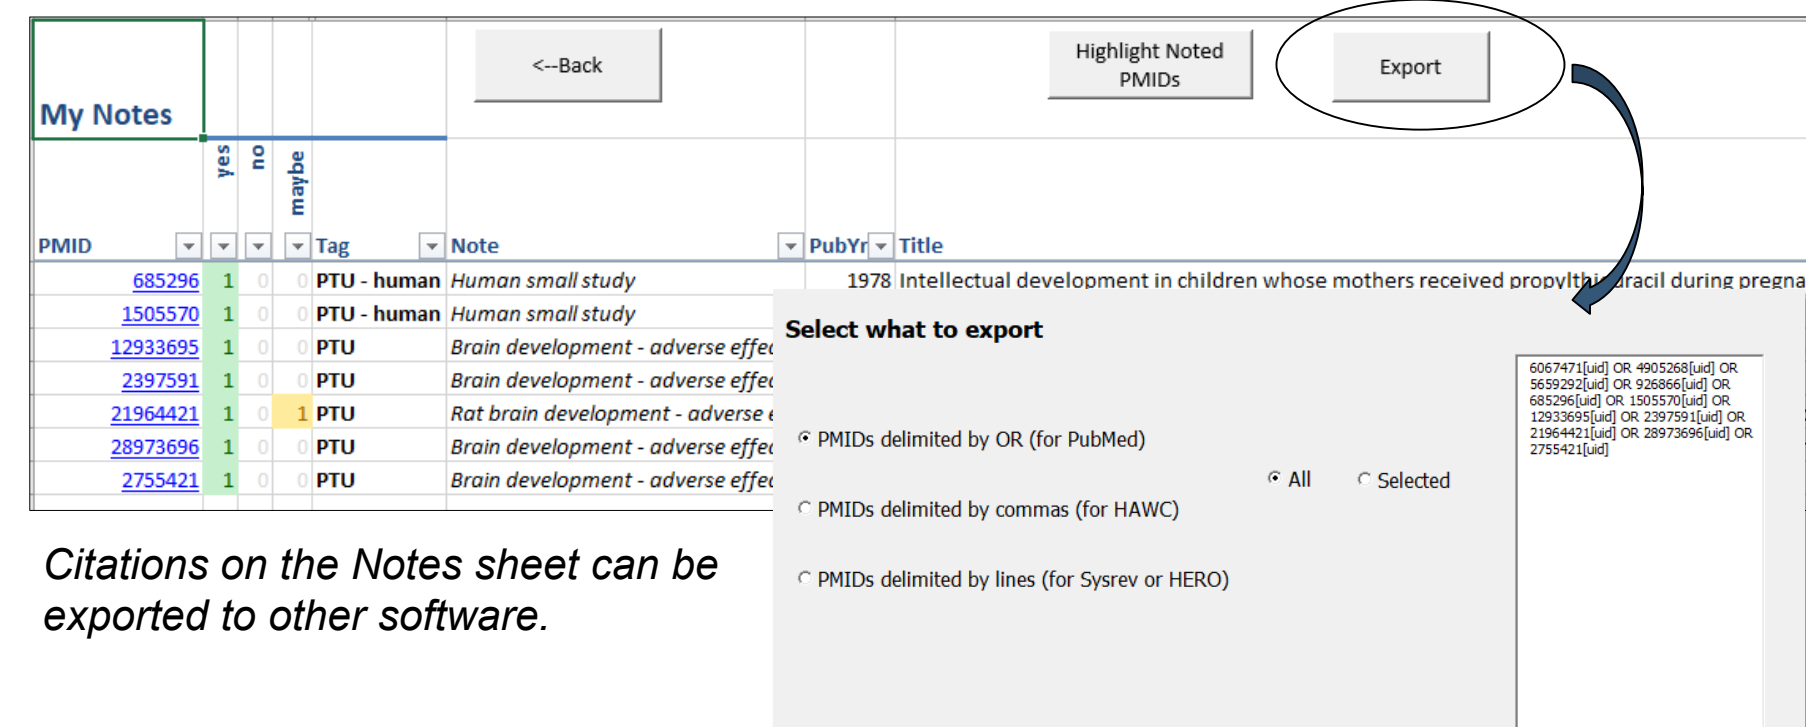 <--Back
Highlight Noted
PMIDs
Export
My Notes
yes
no
maybe
PMID
Tag
Note
PubYr
Title
685296 1 0 0 PTU - human Human small study 1978 Intellectual development in children whose mothers received during
1505570 1 0 0 PTU - human Human small study
12933695 1 0 0 PTU Brain development - adverse
2397591 1 0 0 PTU Brain development - adverse
21964421 1 0 1 PTU Rat brain development - adverse
28973696 1 0 0 PTU Brain development - adverse
2755421 1 0 0 PTU Brain development - adverse
Select what to export
PMIDs delimited by OR (for PubMed)
All Selected
PMIDs delimited by commas (for HAWC)
PMIDs delimited by lines (for Sysrev or HERO)
6067471[uid] OR 4905268[uid] OR
5659292[uid] OR 926866[uid] OR
685296[uid] OR 1505570[uid] OR
12933695[uid] OR 2397591[uid] OR
21964421[uid] OR 28973696[uid] OR
2755421[uid]
Citations on the Notes sheet can be
exported to other software.